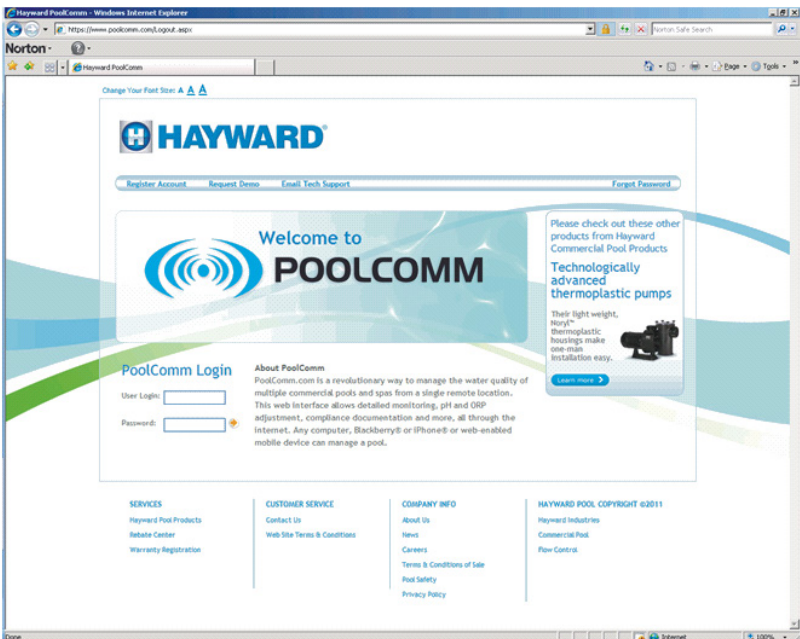 Hayward PoolComm - Windows Internet Explorer
https://www.poolcomm.com/Logout.aspx
Norton Safe Search
Norton
Hayward PoolComm
Page
Tools
Change Your Font Size: A A A
H HAYWARD®
Register Account Request Demo Email Tech Support Forgot Password
Welcome to
POOLCOMM
Please check out these other
products from Hayward
Commercial Pool Products
Technologically
advanced
thermoplastic pumps
Their light weight,
Noryl™
thermoplastic
housings make
one-man
installation easy.
Learn more
PoolComm Login
User Login:
Password:
About PoolComm
PoolComm.com is a revolutionary way to manage the water quality of
multiple commercial pools and spas from a single remote location.
This web interface allows detailed monitoring, pH and ORP
adjustment, compliance documentation and more, all through the
internet. Any computer, Blackberry® or iPhone® or web-enabled
mobile device can manage a pool.
SERVICES
Hayward Pool Products
Rebate Center
Warranty Registration
CUSTOMER SERVICE
Contact Us
Web Site Terms & Conditions
COMPANY INFO
About Us
News
Careers
Terms & Conditions of Sale
Pool Safety
Privacy Policy
HAYWARD POOL COPYRIGHT ©2011
Hayward Industries
Commercial Pool
Flow Control
Done
Internet
100%